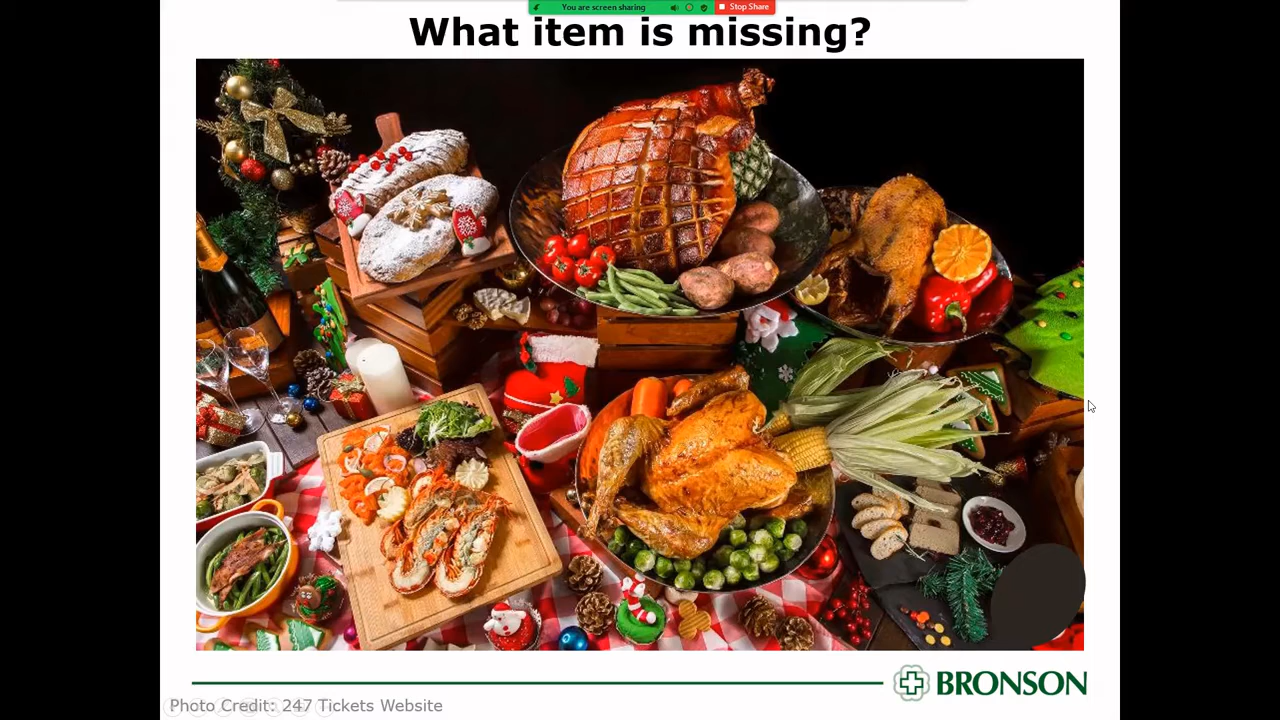 You are screen sharing
Stop Share
What item is missing?
BRONSON
Photo Credit: 247 Tickets Website